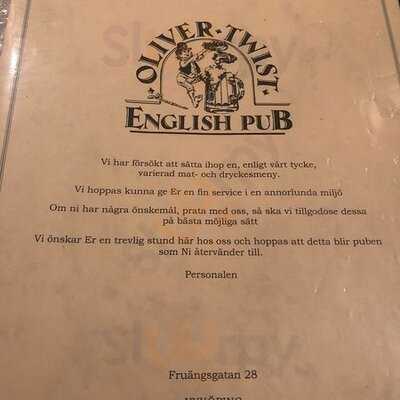 OLIVER · TWIST
ENGLISH PUB
Vi har försökt att sätta ihop en, enligt vårt tycke,
varierad mat- och dryckesmeny.
Vi hoppas kunna ge Er en fin service i en annorlunda miljö
Om ni har några önskemål, prata med oss, så ska vi tillgodose dessa
på bästa möjliga sätt
Vi önskar Er en trevlig stund här hos oss och hoppas att detta blir puben
som Ni återvänder till.
Personalen
Fruängsgatan 28